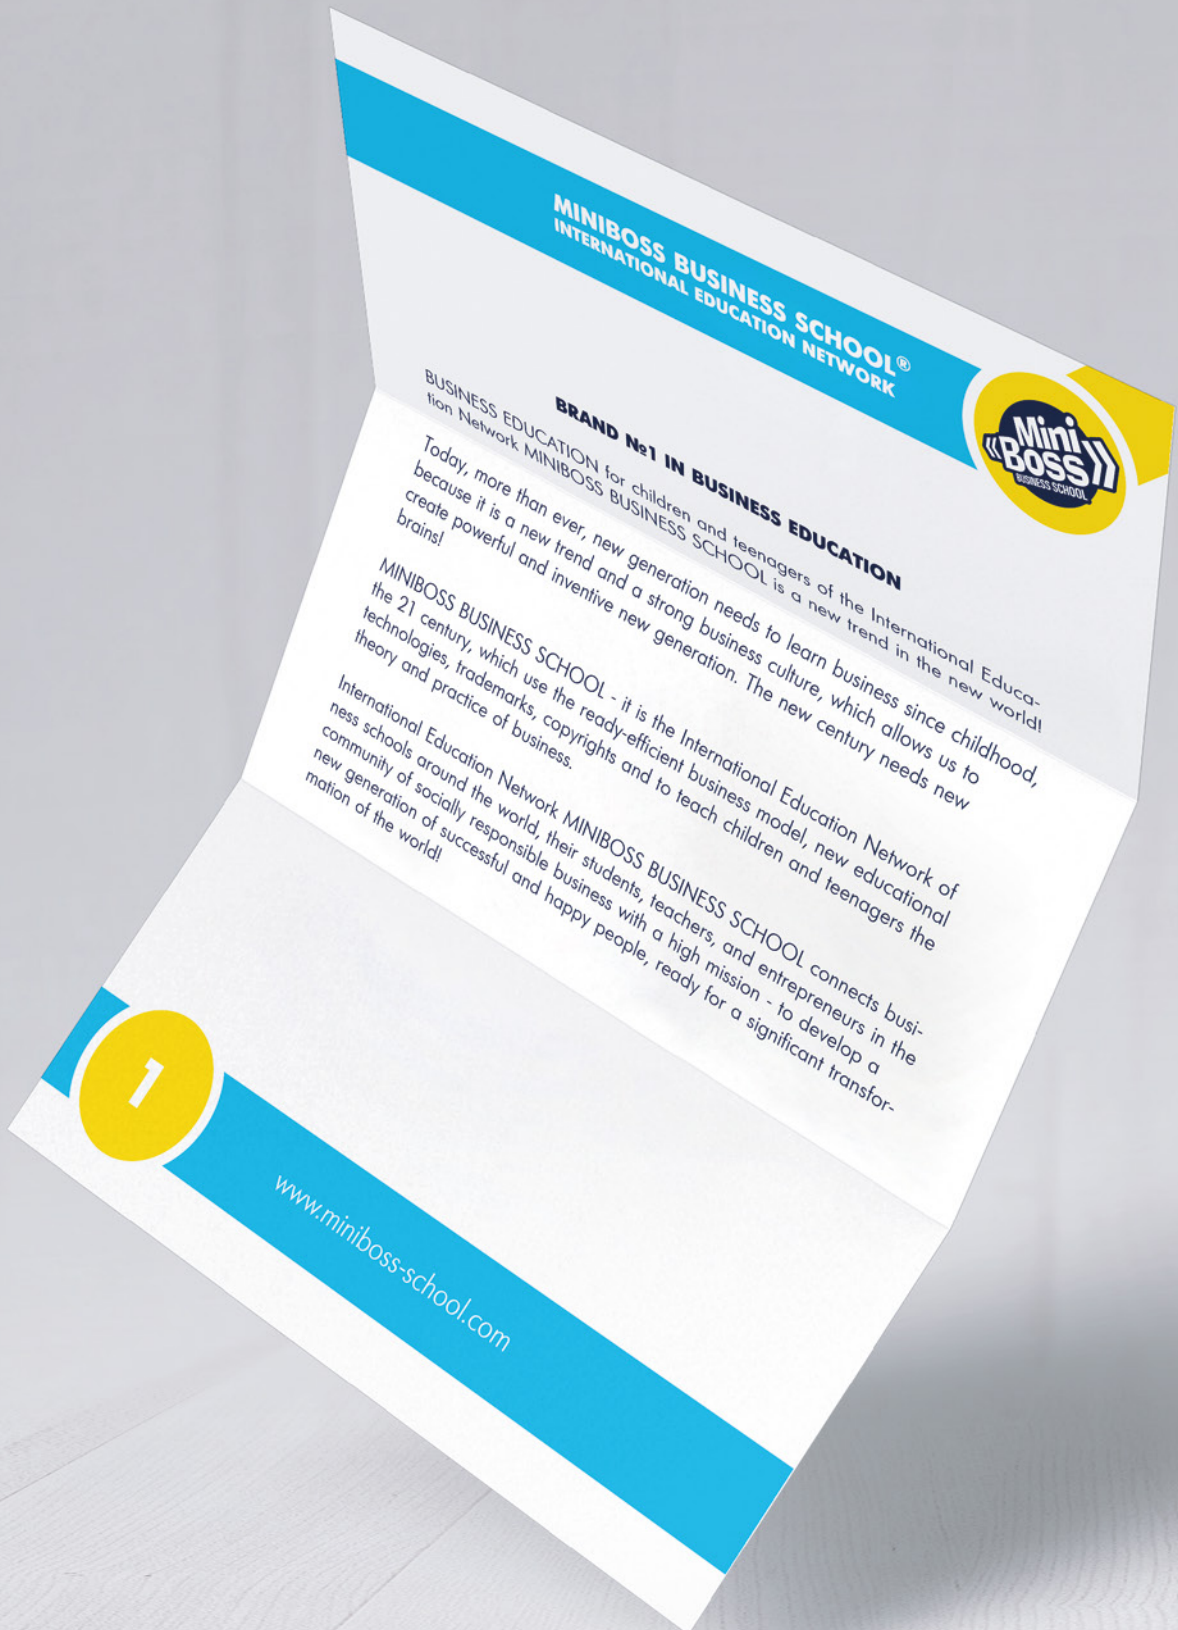 MINIBOSS BUSINESS SCHOOL®
INTERNATIONAL EDUCATION NETWORK
Mini
BOSS
BUSINESS SCHOOL
BRAND №1 IN BUSINESS EDUCATION
BUSINESS EDUCATION for children and teenagers of the International Educa-
tion Network MINIBOSS BUSINESS SCHOOL is a new trend in the new world!
Today, more than ever, new generation needs to learn business since childhood,
because it is a new trend and a strong business culture, which allows us to
create powerful and inventive new generation. The new century needs new
brains!
MINIBOSS BUSINESS SCHOOL - it is the International Education Network of
the 21 century, which use the ready-efficient business model, new educational
technologies, trademarks, copyrights and to teach children and teenagers the
theory and practice of business.
International Education Network MINIBOSS BUSINESS SCHOOL connects busi-
ness schools around the world, their students, teachers, and entrepreneurs in the
community of socially responsible business with a high mission - to develop a
new generation of successful and happy people, ready for a significant transfor-
mation of the world!
1
www.miniboss-school.com